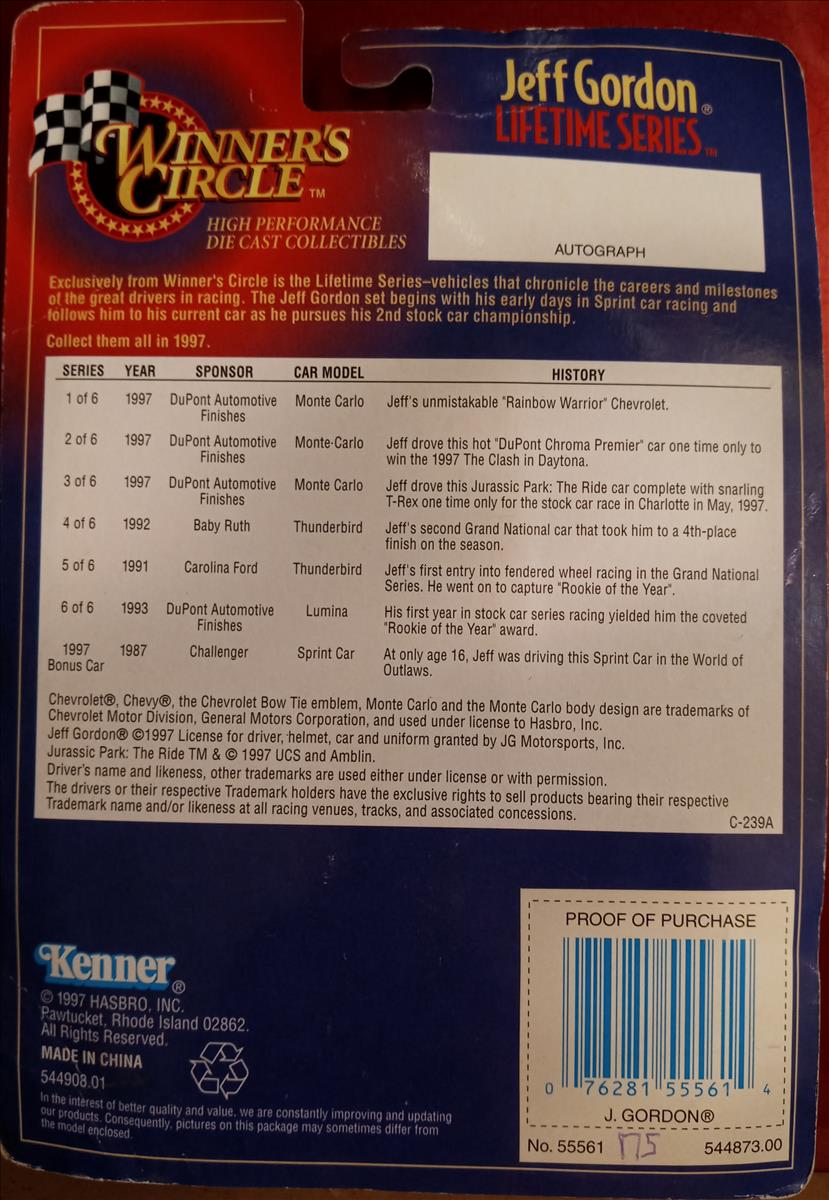 Jeff Gordon®
LIFETIME SERIES™
WINNER'S
CIRCLE™
HIGH PERFORMANCE
DIE CAST COLLECTIBLES
AUTOGRAPH
Exclusively from Winner's Circle is the Lifetime Series–vehicles that chronicle the careers and milestones
of the great drivers in racing. The Jeff Gordon set begins with his early days in Sprint car racing and
follows him to his current car as he pursues his 2nd stock car championship.
Collect them all in 1997.
SERIES YEAR SPONSOR CAR MODEL HISTORY
1 of 6 1997 DuPont Automotive Monte Carlo Jeff's unmistakable "Rainbow Warrior" Chevrolet.
Finishes
2 of 6 1997 DuPont Automotive Monte-Carlo Jeff drove this hot "DuPont Chroma Premier" car one time only to
Finishes win the 1997 The Clash in Daytona.
3 of 6 1997 DuPont Automotive Monte Carlo Jeff drove this Jurassic Park: The Ride car complete with snarling
Finishes T-Rex one time only for the stock car race in Charlotte in May, 1997.
4 of 6 1992 Baby Ruth Thunderbird Jeff's second Grand National car that took him to a 4th-place
finish on the season.
5 of 6 1991 Carolina Ford Thunderbird Jeff's first entry into fendered wheel racing in the Grand National
Series. He went on to capture "Rookie of the Year".
6 of 6 1993 DuPont Automotive Lumina His first year in stock car series racing yielded him the coveted
Finishes "Rookie of the Year" award.
1997 1987 Challenger Sprint Car At only age 16, Jeff was driving this Sprint Car in the World of
Bonus Car Outlaws.
Chevrolet®, Chevy®, the Chevrolet Bow Tie emblem, Monte Carlo and the Monte Carlo body design are trademarks of
Chevrolet Motor Division, General Motors Corporation, and used under license to Hasbro, Inc.
Jeff Gordon® ©1997 License for driver, helmet, car and uniform granted by JG Motorsports, Inc.
Jurassic Park: The Ride TM & © 1997 UCS and Amblin.
Driver's name and likeness, other trademarks are used either under license or with permission.
The drivers or their respective Trademark holders have the exclusive rights to sell products bearing their respective
Trademark name and/or likeness at all racing venues, tracks, and associated concessions.
C-239A
Kenner®
© 1997 HASBRO, INC.
Pawtucket, Rhode Island 02862.
All Rights Reserved.
MADE IN CHINA
544908.01
In the interest of better quality and value, we are constantly improving and updating
our products. Consequently, pictures on this package may sometimes differ from
the model enclosed.
PROOF OF PURCHASE
0 76281 55561 4
J. GORDON®
No. 55561 175 544873.00